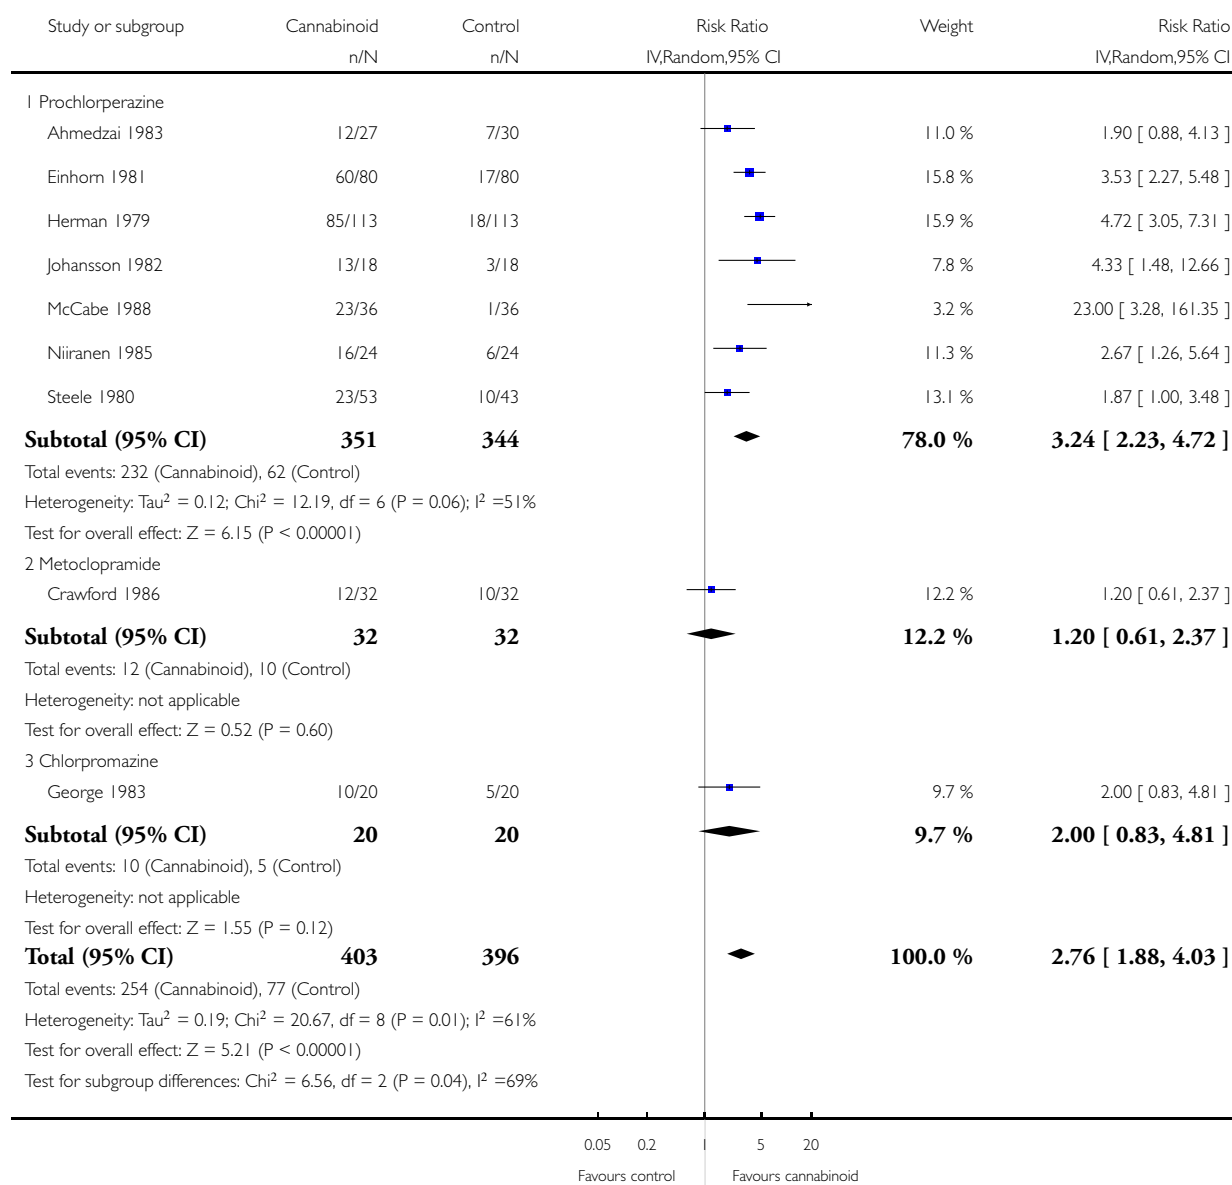 Study or subgroup Cannabinoid Control Risk Ratio Weight Risk Ratio
n/N n/N IV,Random,95% CI IV,Random,95% CI
1 Prochlorperazine
Ahmedzai 1983 12/27 7/30 11.0 % 1.90 [ 0.88, 4.13 ]
Einhorn 1981 60/80 17/80 15.8 % 3.53 [ 2.27, 5.48 ]
Herman 1979 85/113 18/113 15.9 % 4.72 [ 3.05, 7.31 ]
Johansson 1982 13/18 3/18 7.8 % 4.33 [ 1.48, 12.66 ]
McCabe 1988 23/36 1/36 3.2 % 23.00 [ 3.28, 161.35 ]
Niiranen 1985 16/24 6/24 11.3 % 2.67 [ 1.26, 5.64 ]
Steele 1980 23/53 10/43 13.1 % 1.87 [ 1.00, 3.48 ]
Subtotal (95% CI) 351 344 78.0 % 3.24 [ 2.23, 4.72 ]
Total events: 232 (Cannabinoid), 62 (Control)
Heterogeneity: Tau² = 0.12; Chi² = 12.19, df = 6 (P = 0.06); I² =51%
Test for overall effect: Z = 6.15 (P < 0.00001)
2 Metoclopramide
Crawford 1986 12/32 10/32 12.2 % 1.20 [ 0.61, 2.37 ]
Subtotal (95% CI) 32 32 12.2 % 1.20 [ 0.61, 2.37 ]
Total events: 12 (Cannabinoid), 10 (Control)
Heterogeneity: not applicable
Test for overall effect: Z = 0.52 (P = 0.60)
3 Chlorpromazine
George 1983 10/20 5/20 9.7 % 2.00 [ 0.83, 4.81 ]
Subtotal (95% CI) 20 20 9.7 % 2.00 [ 0.83, 4.81 ]
Total events: 10 (Cannabinoid), 5 (Control)
Heterogeneity: not applicable
Test for overall effect: Z = 1.55 (P = 0.12)
Total (95% CI) 403 396 100.0 % 2.76 [ 1.88, 4.03 ]
Total events: 254 (Cannabinoid), 77 (Control)
Heterogeneity: Tau² = 0.19; Chi² = 20.67, df = 8 (P = 0.01); I² =61%
Test for overall effect: Z = 5.21 (P < 0.00001)
Test for subgroup differences: Chi² = 6.56, df = 2 (P = 0.04), I² =69%
0.05 0.2 1 5 20
Favours control Favours cannabinoid